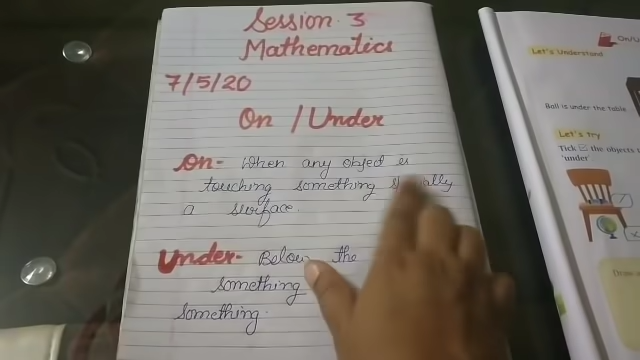 Session 3
Mathematics
7/5/20
On / Under
On- When any object is
touching something
a surface.
Under- Below the
something
something.
On/U
Let's Understand
Ball is under the table
Let's Try
Tick ☑ the objects
'under'